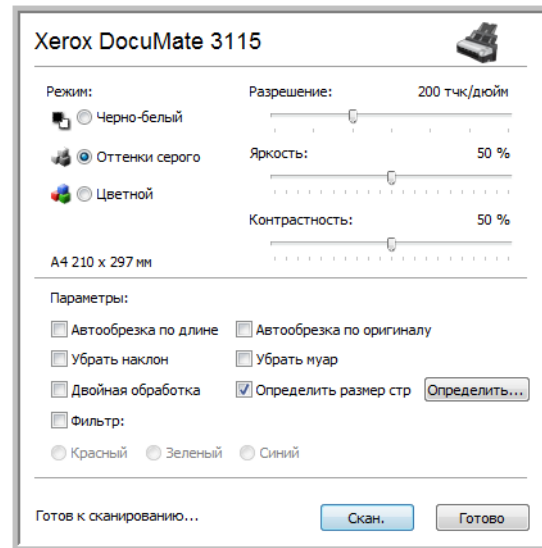 Xerox DocuMate 3115
Режим:
Разрешение: 200 тчк/дюйм
Черно-белый
Оттенки серого
Яркость: 50 %
Цветной
Контрастность: 50 %
A4 210 x 297 мм
Параметры:
Автообрезка по длине Автообрезка по оригиналу
Убрать наклон Убрать муар
Двойная обработка Определить размер стр Определить...
Фильтр:
Красный Зеленый Синий
Готов к сканированию... Скан. Готово